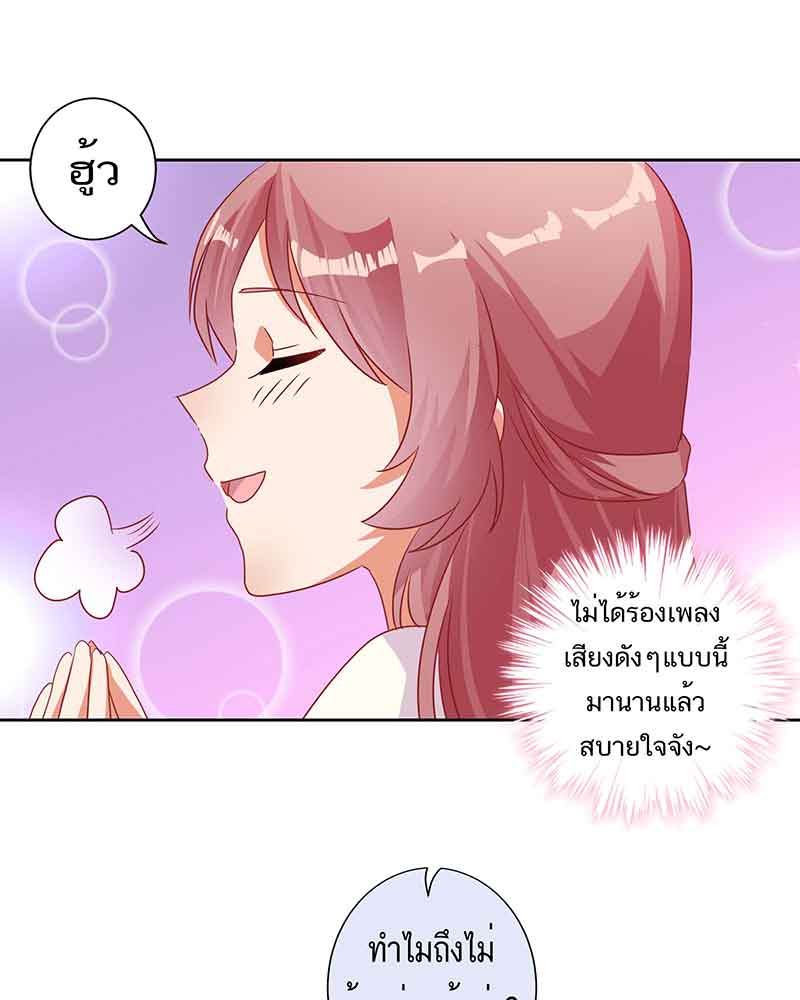 ฮู้ว
ไม่ได้ร้องเพลง
เสียงดังๆแบบนี้
มานานแล้ว
สบายใจจัง~
ทำไมถึงไม่